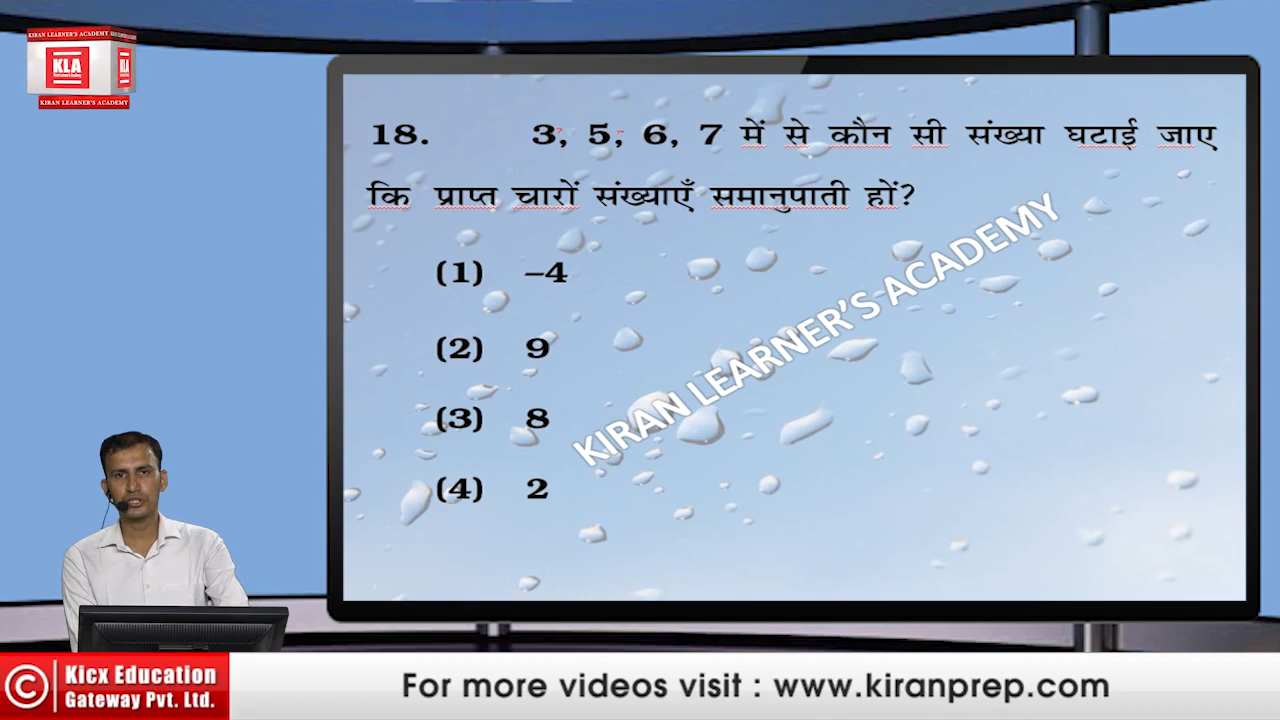 KIRAN LEARNER'S ACADEMY
KLA
KIRAN LEARNER'S ACADEMY
18. 3, 5, 6, 7 में से कौन सी संख्या घटाई जाए
कि प्राप्त चारों संख्याएँ समानुपाती हों?
(1) –4
(2) 9
(3) 8
(4) 2
KIRAN LEARNER'S ACADEMY
© Kicx Education
Gateway Pvt. Ltd.
For more videos visit : www.kiranprep.com